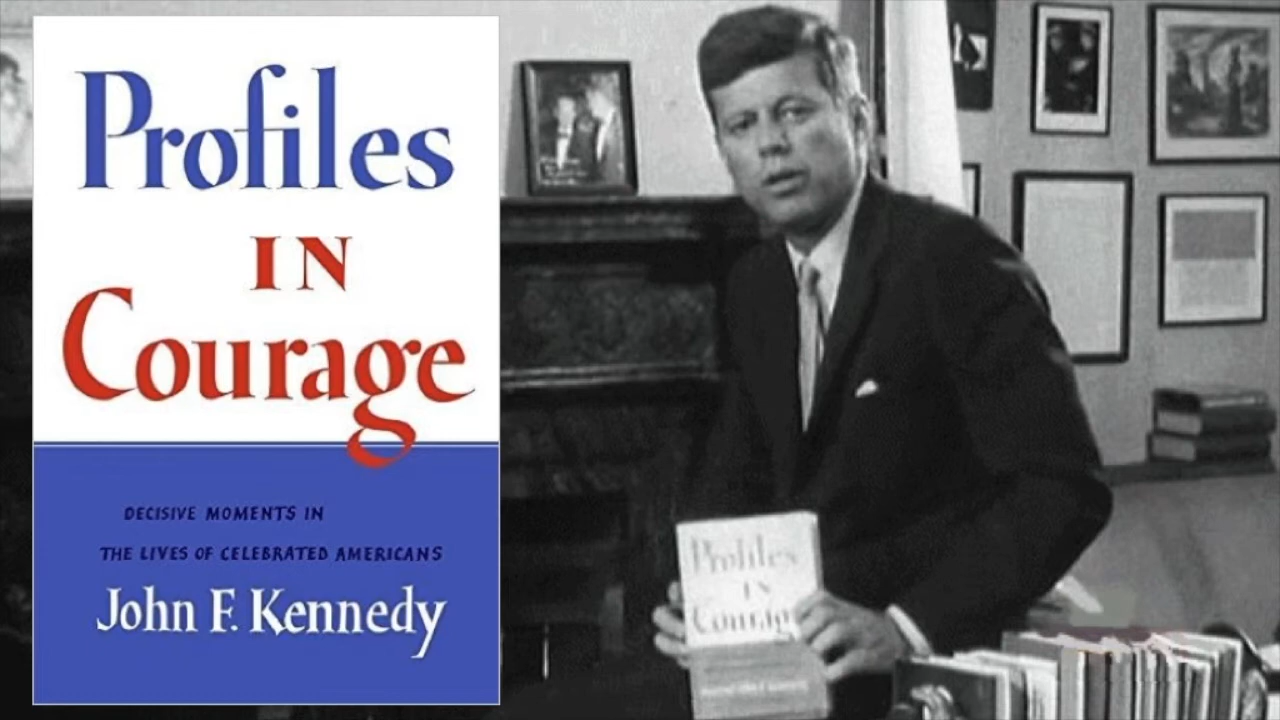 Profiles
IN
Courage
DECISIVE MOMENTS IN
THE LIVES OF CELEBRATED AMERICANS
John F. Kennedy
Profiles
IN
Courage